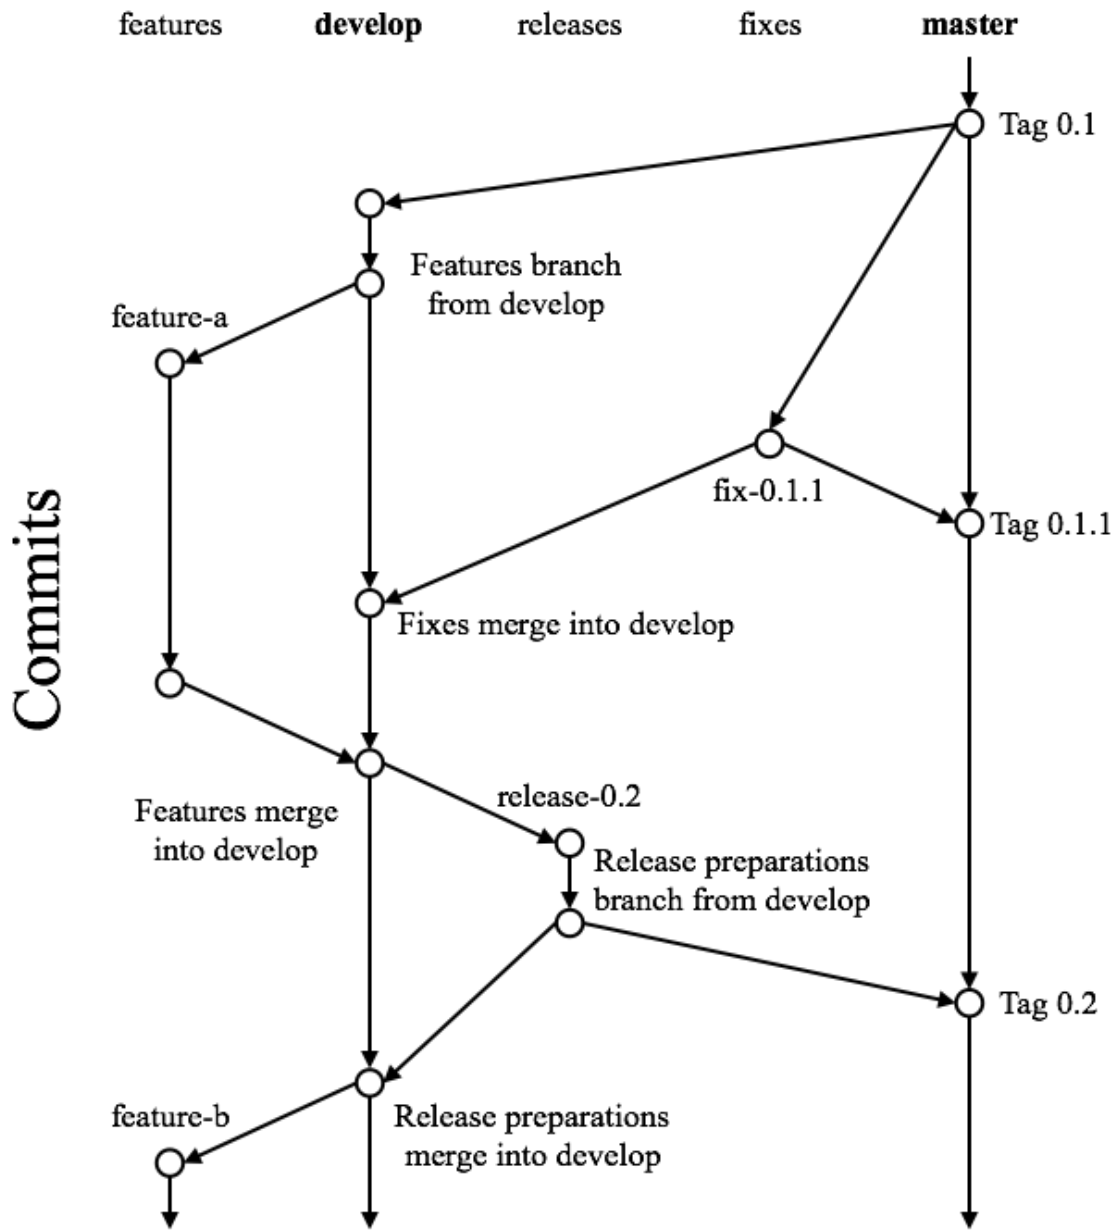 features develop releases fixes master
Tag 0.1
Features branch
from develop
feature-a
fix-0.1.1
Tag 0.1.1
Commits
Fixes merge into develop
release-0.2
Features merge
into develop
Release preparations
branch from develop
Tag 0.2
feature-b
Release preparations
merge into develop